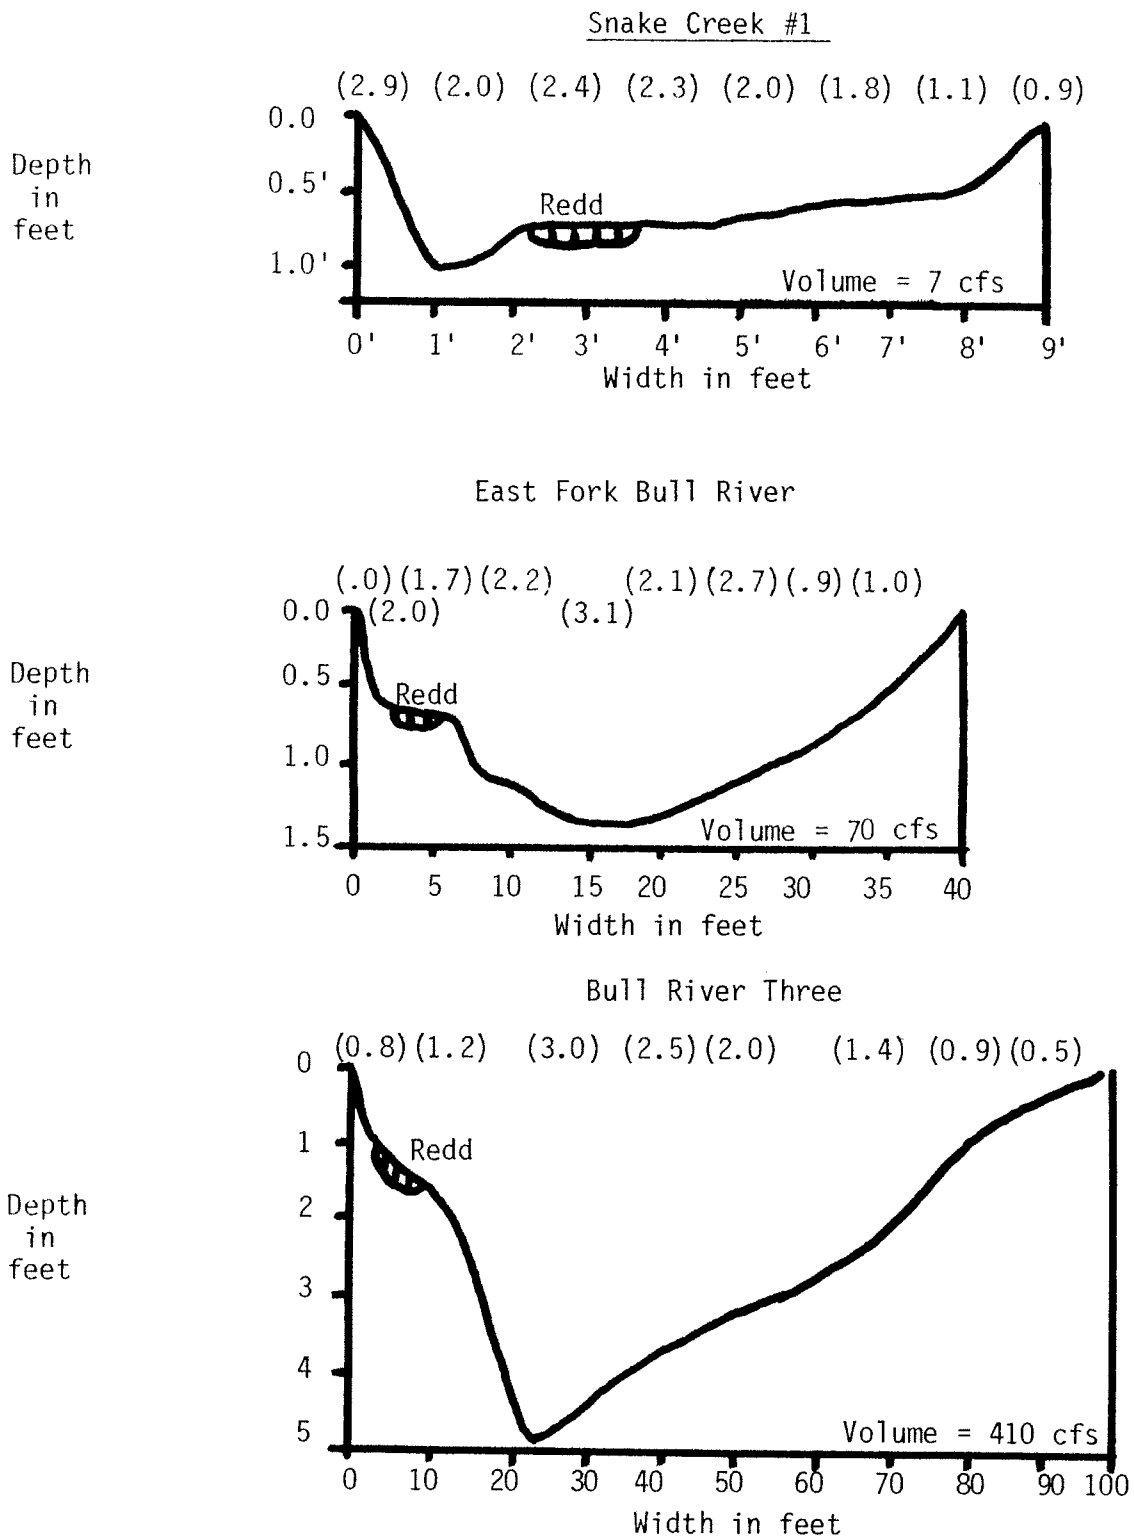 Snake Creek #1
(2.9) (2.0) (2.4) (2.3) (2.0) (1.8) (1.1) (0.9)
0.0
Depth
in
feet
0.5'
Redd
1.0'
Volume = 7 cfs
0' 1' 2' 3' 4' 5' 6' 7' 8' 9'
Width in feet
East Fork Bull River
(.0) (1.7) (2.2) (2.1) (2.7) (.9) (1.0)
0.0 (2.0) (3.1)
Depth
in
feet
0.5
Redd
1.0
1.5
Volume = 70 cfs
0 5 10 15 20 25 30 35 40
Width in feet
Bull River Three
(0.8) (1.2) (3.0) (2.5) (2.0) (1.4) (0.9) (0.5)
0
1
Redd
Depth
in
feet
2
3
4
5
Volume = 410 cfs
0 10 20 30 40 50 60 70 80 90 100
Width in feet